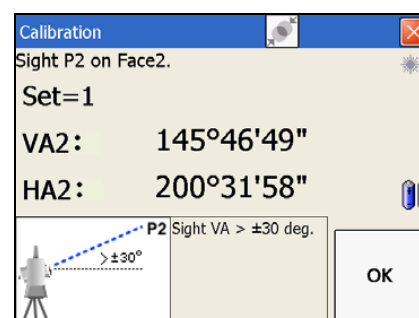 Calibration
Sight P2 on Face2.
Set=1
VA2: 145°46'49"
HA2: 200°31'58"
P2 Sight VA > ±30 deg.
>±30°
OK